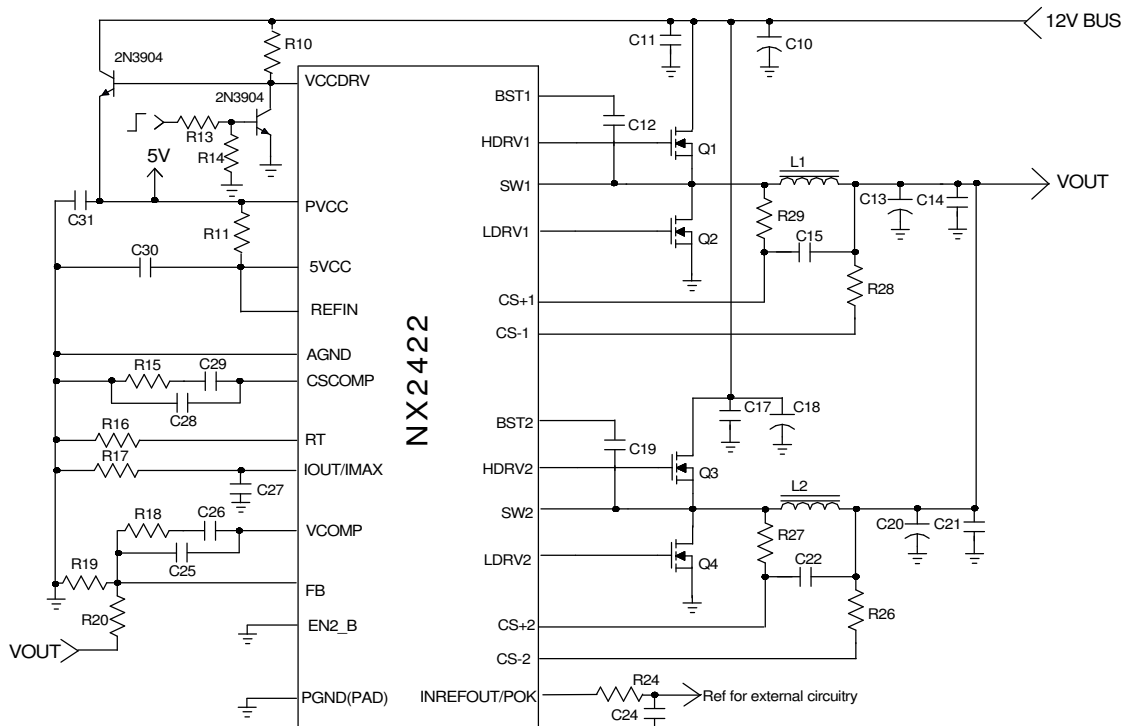 12V BUS
R10
C11
C10
2N3904
VCCDRV
2N3904
BST1
R13
C12
R14
HDRV1
Q1
5V
L1
SW1
VOUT
C31
PVCC
C13
C14
R29
R11
LDRV1
Q2
C15
C30
5VCC
R28
REFIN
CS+1
CS-1
AGND
R15
C29
CSCOMP
C28
NX2422
BST2
C17
C18
R16
RT
C19
R17
IOUT/IMAX
HDRV2
Q3
C27
L2
R18
C26
SW2
VCOMP
C20
C21
C25
R27
C22
LDRV2
Q4
R19
FB
R20
R26
EN2_B
CS+2
VOUT
CS-2
R24
PGND(PAD)
INREFOUT/POK
Ref for external circuitry
C24